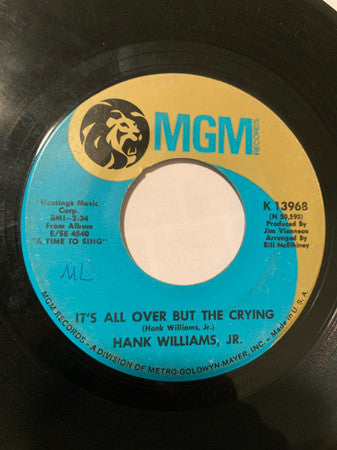 MGM
RECORDS
Hastings Music
Corp.
BMI-2:34
From Album
E/SE 4540
"A TIME TO SING"
K 13968
(N 50,595)
Produced by
Jim Vienneau
Arranged by
Bill McElhiney
ML
IT'S ALL OVER BUT THE CRYING
(Hank Williams, Jr.)
HANK WILLIAMS, JR.
MGM RECORDS - A DIVISION OF METRO-GOLDWYN-MAYER, INC. - Made in U.S.A.